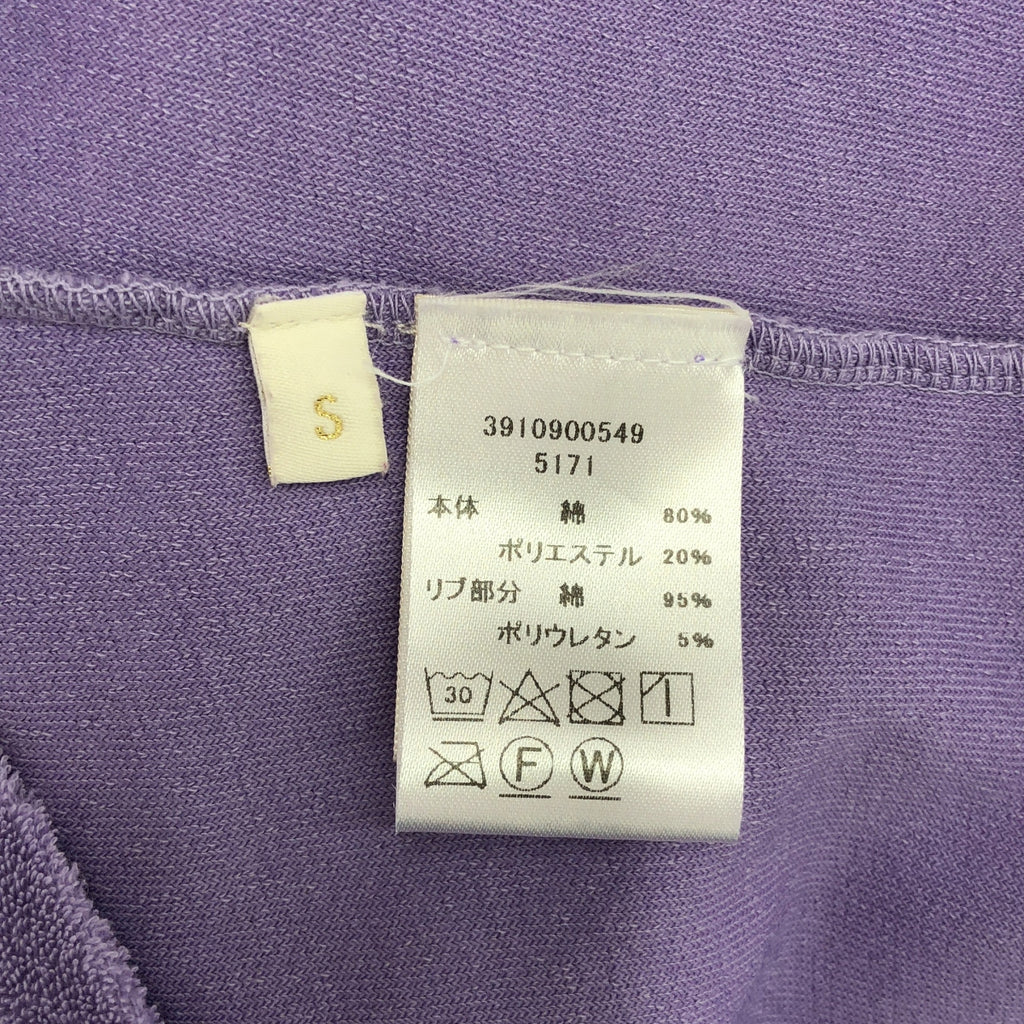 S
3910900549
5171
本体 綿 80%
ポリエステル 20%
リブ部分 綿 95%
ポリウレタン 5%
30
F W